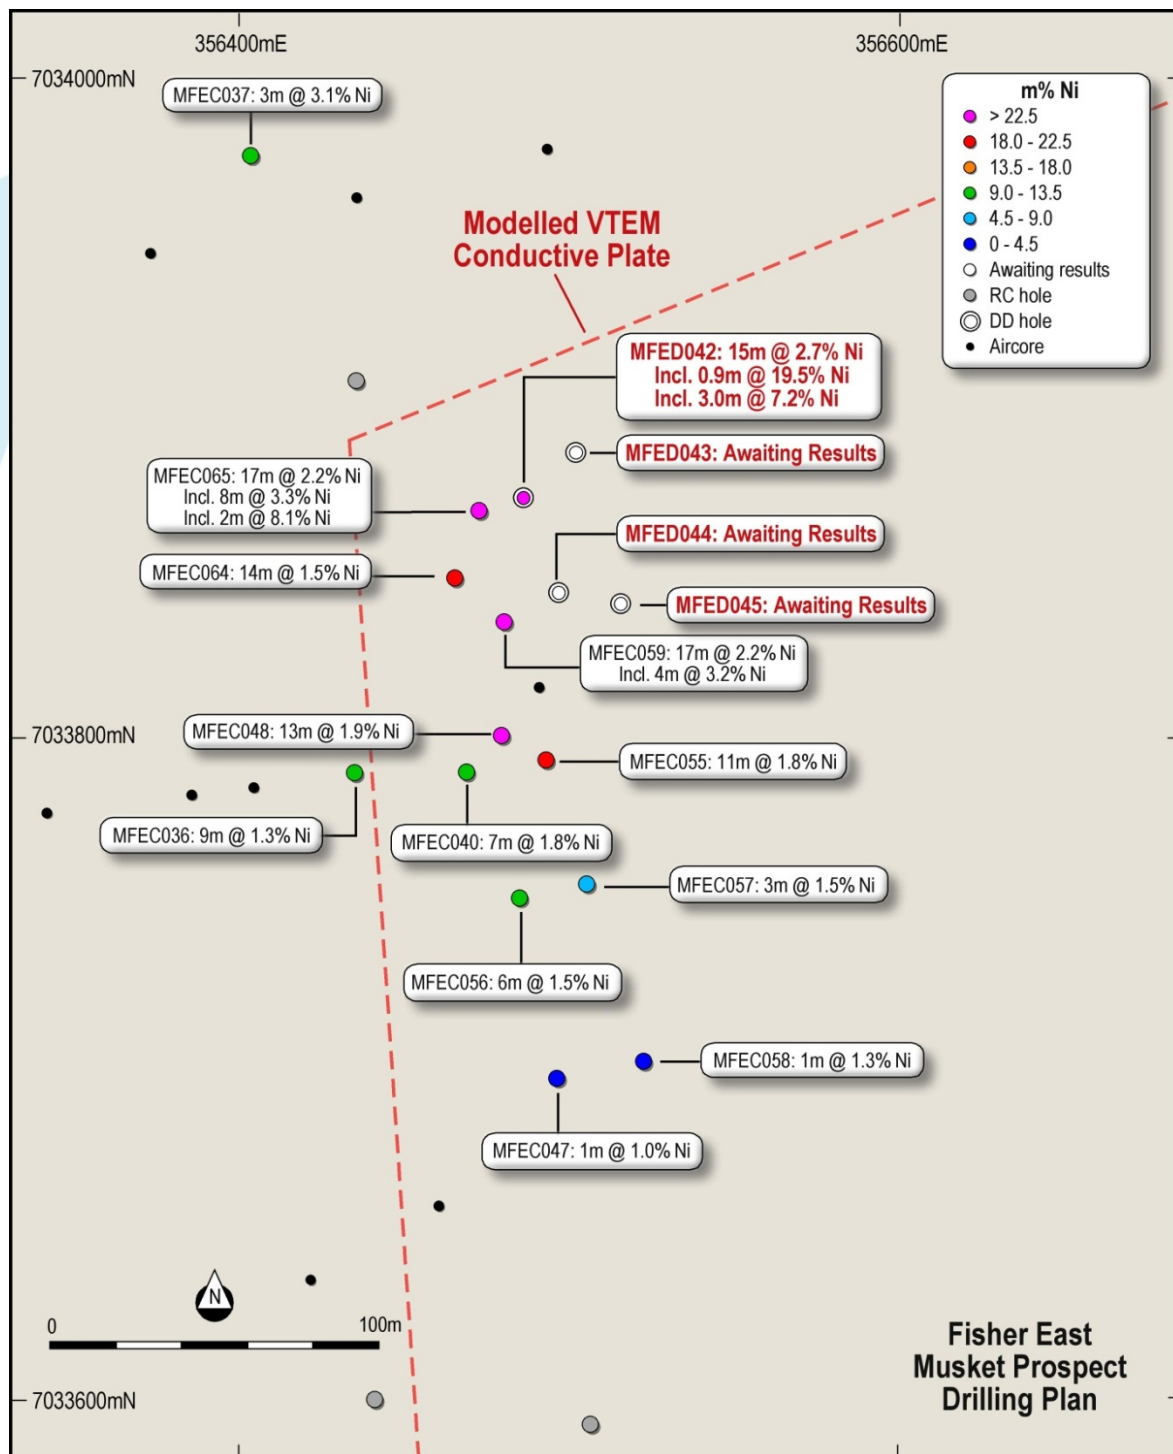 356400mE
356600mE
7034000mN
MFEC037: 3m @ 3.1% Ni
m% Ni
> 22.5
18.0 - 22.5
13.5 - 18.0
9.0 - 13.5
4.5 - 9.0
0 - 4.5
Awaiting results
RC hole
DD hole
Aircore
Modelled VTEM
Conductive Plate
MFED042: 15m @ 2.7% Ni
Incl. 0.9m @ 19.5% Ni
Incl. 3.0m @ 7.2% Ni
MFED043: Awaiting Results
MFEC065: 17m @ 2.2% Ni
Incl. 8m @ 3.3% Ni
Incl. 2m @ 8.1% Ni
MFED044: Awaiting Results
MFEC064: 14m @ 1.5% Ni
MFED045: Awaiting Results
MFEC059: 17m @ 2.2% Ni
Incl. 4m @ 3.2% Ni
MFEC048: 13m @ 1.9% Ni
7033800mN
MFEC055: 11m @ 1.8% Ni
MFEC036: 9m @ 1.3% Ni
MFEC040: 7m @ 1.8% Ni
MFEC057: 3m @ 1.5% Ni
MFEC056: 6m @ 1.5% Ni
MFEC058: 1m @ 1.3% Ni
MFEC047: 1m @ 1.0% Ni
N
0
100m
Fisher East
Musket Prospect
Drilling Plan
7033600mN